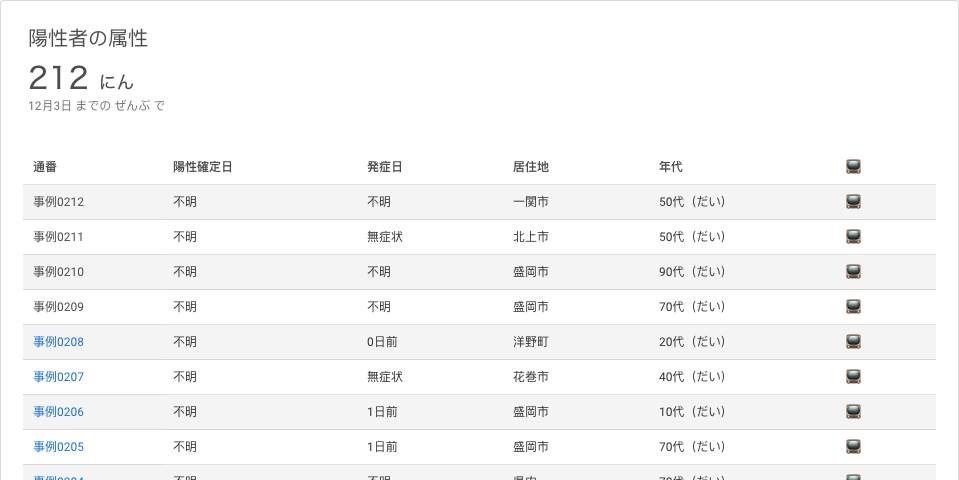 陽性者の属性
212 にん
12月3日 までの ぜんぶ で
通番 陽性確定日 発症日 居住地 年代
事例0212 不明 不明 一関市 50代（だい）
事例0211 不明 無症状 北上市 50代（だい）
事例0210 不明 不明 盛岡市 90代（だい）
事例0209 不明 不明 盛岡市 70代（だい）
事例0208 不明 0日前 洋野町 20代（だい）
事例0207 不明 無症状 花巻市 40代（だい）
事例0206 不明 1日前 盛岡市 10代（だい）
事例0205 不明 1日前 盛岡市 70代（だい）